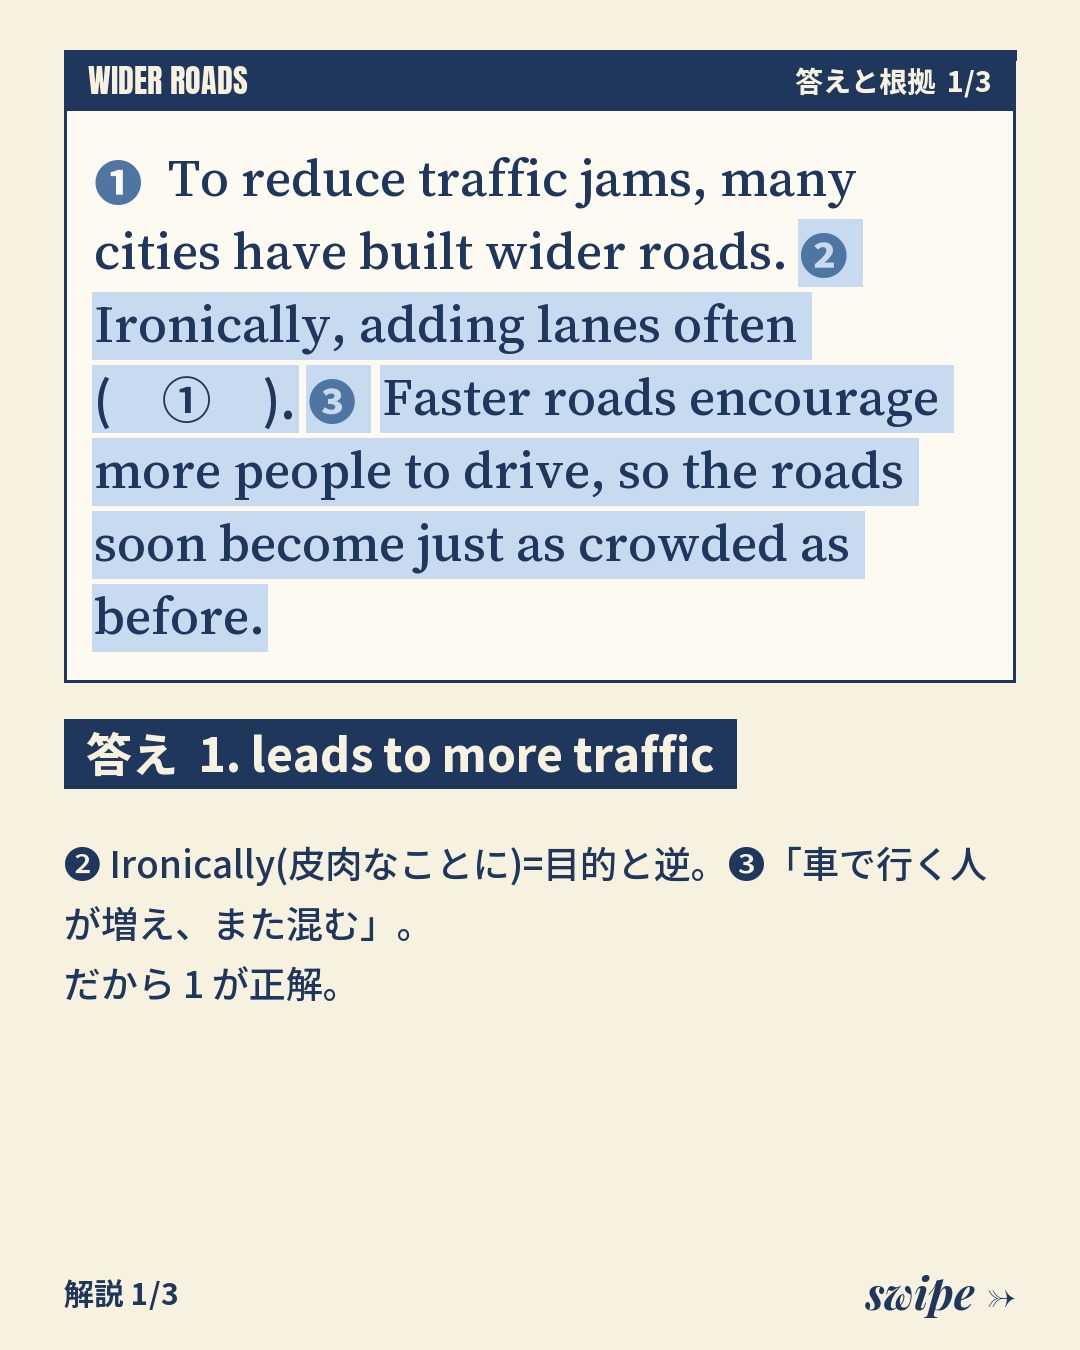 WIDER ROADS
答えと根拠 1/3
❶ To reduce traffic jams, many
cities have built wider roads. ❷
Ironically, adding lanes often
( ① ). ❸ Faster roads encourage
more people to drive, so the roads
soon become just as crowded as
before.
答え 1. leads to more traffic
❷ Ironically(皮肉なことに)=目的と逆。❸「車で行く人
が増え、また混む」。
だから 1 が正解。
解説 1/3
swipe